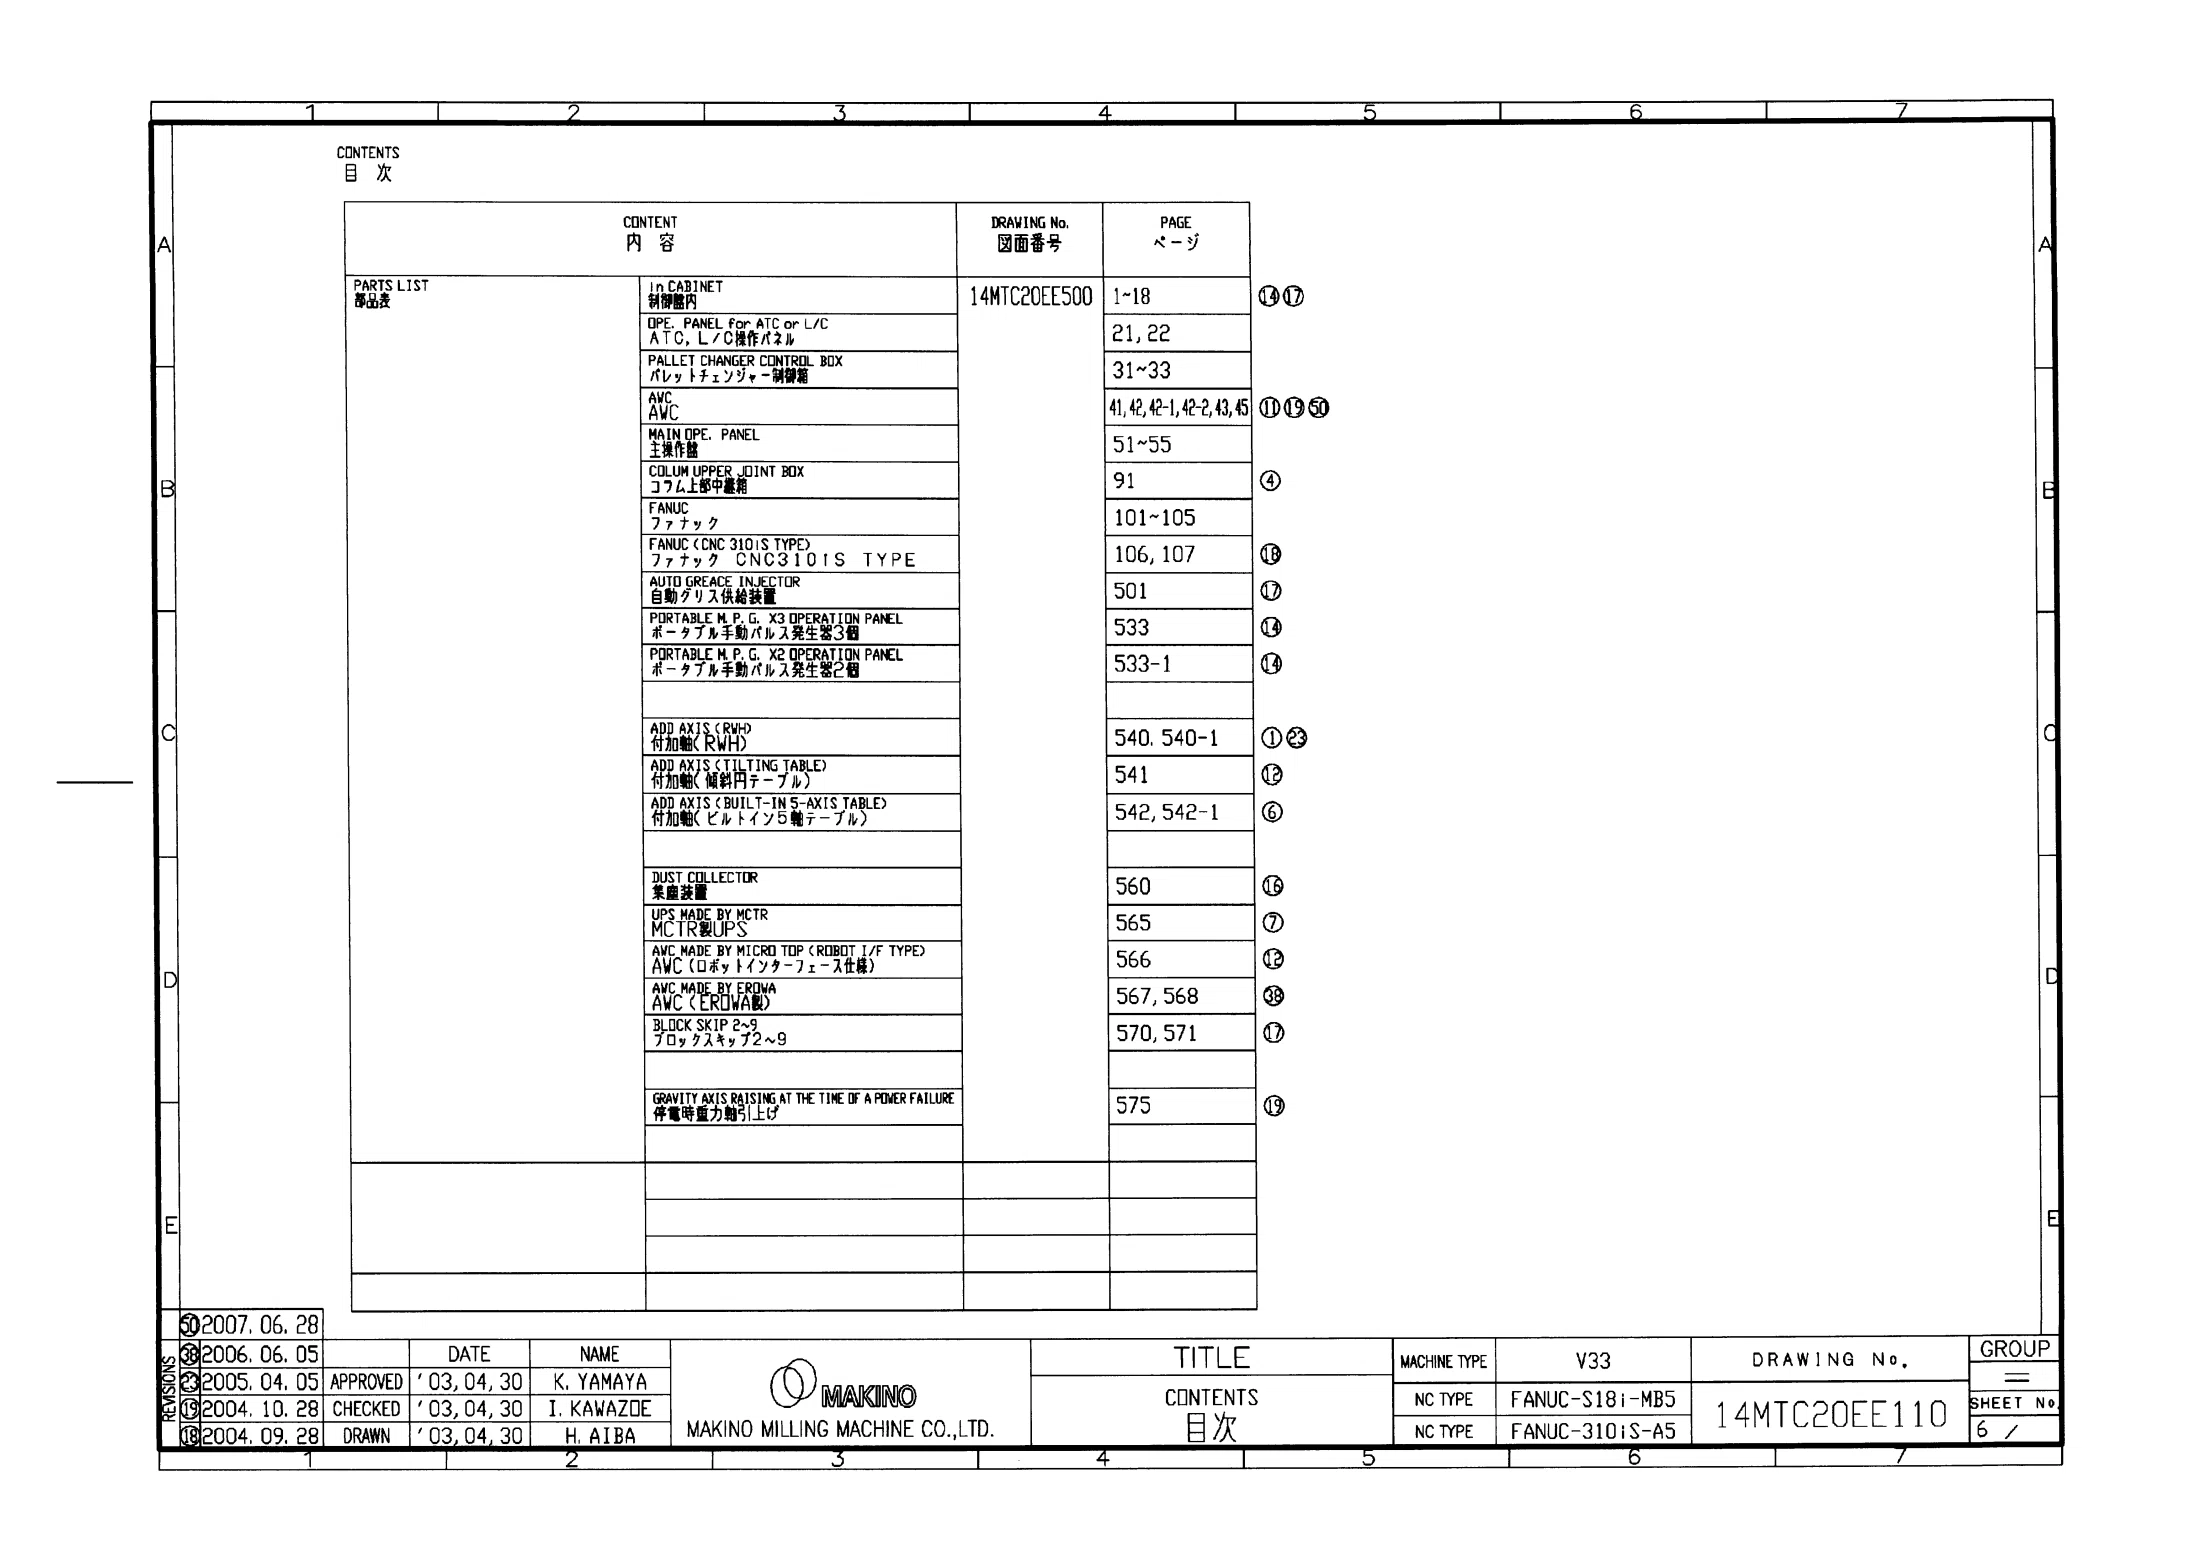 1 2 3 4 5 6 7
CONTENTS
目 次
CONTENT DRAWING No. PAGE
内 容 図面番号 ページ
A A
PARTS LIST in CABINET
部品表 制御盤内 14MTC20EE500 1~18 ⑭⑰
OPE. PANEL for ATC or L/C
ATC, L/C操作パネル 21, 22
PALLET CHANGER CONTROL BOX
パレットチェンジャー制御箱 31~33
AWC
AWC 41, 42, 42-1, 42-2, 43, 45 ⑪⑲㊿
MAIN OPE. PANEL
主操作盤 51~55
COLUM UPPER JOINT BOX
コラム上部中継箱 91 ④
B B
FANUC
ファナック 101~105
FANUC (CNC 310iS TYPE)
ファナック CNC310iS TYPE 106, 107 ⑱
AUTO GREACE INJECTOR
自動グリス供給装置 501 ⑰
PORTABLE M. P. G. X3 OPERATION PANEL
ポータブル手動パルス発生器3個 533 ⑭
PORTABLE M. P. G. X2 OPERATION PANEL
ポータブル手動パルス発生器2個 533-1 ⑭
C C
ADD AXIS (RWH)
付加軸(RWH) 540. 540-1 ①㉓
ADD AXIS (TILTING TABLE)
付加軸(傾斜円テーブル) 541 ⑫
ADD AXIS (BUILT-IN 5-AXIS TABLE)
付加軸(ビルトイン5軸テーブル) 542, 542-1 ⑥
DUST COLLECTOR
集塵装置 560 ⑯
UPS MADE BY MCTR
MCTR製UPS 565 ⑦
AWC MADE BY MICRO TOP (ROBOT I/F TYPE)
AWC (ロボットインターフェース仕様) 566 ⑫
D D
AWC MADE BY EROWA
AWC (EROWA製) 567, 568 ㊳
BLOCK SKIP 2~9
ブロックスキップ2~9 570, 571 ⑰
GRAVITY AXIS RAISING AT THE TIME OF A POWER FAILURE
停電時重力軸引上げ 575 ⑲
E E
㊿2007. 06. 28
REVISIONS
㊳2006. 06. 05 DATE NAME
㉓2005. 04. 05 APPROVED '03, 04, 30 K. YAMAYA
⑲2004. 10. 28 CHECKED '03, 04, 30 I. KAWAZOE
⑱2004. 09. 28 DRAWN '03, 04, 30 H. AIBA
MAKINO
MAKINO MILLING MACHINE CO.,LTD.
TITLE
CONTENTS
目次
MACHINE TYPE V33
NC TYPE FANUC-S18i-MB5
NC TYPE FANUC-310iS-A5
DRAWING No.
14MTC20EE110
GROUP
=
SHEET No.
6 /
1 2 3 4 5 6 7